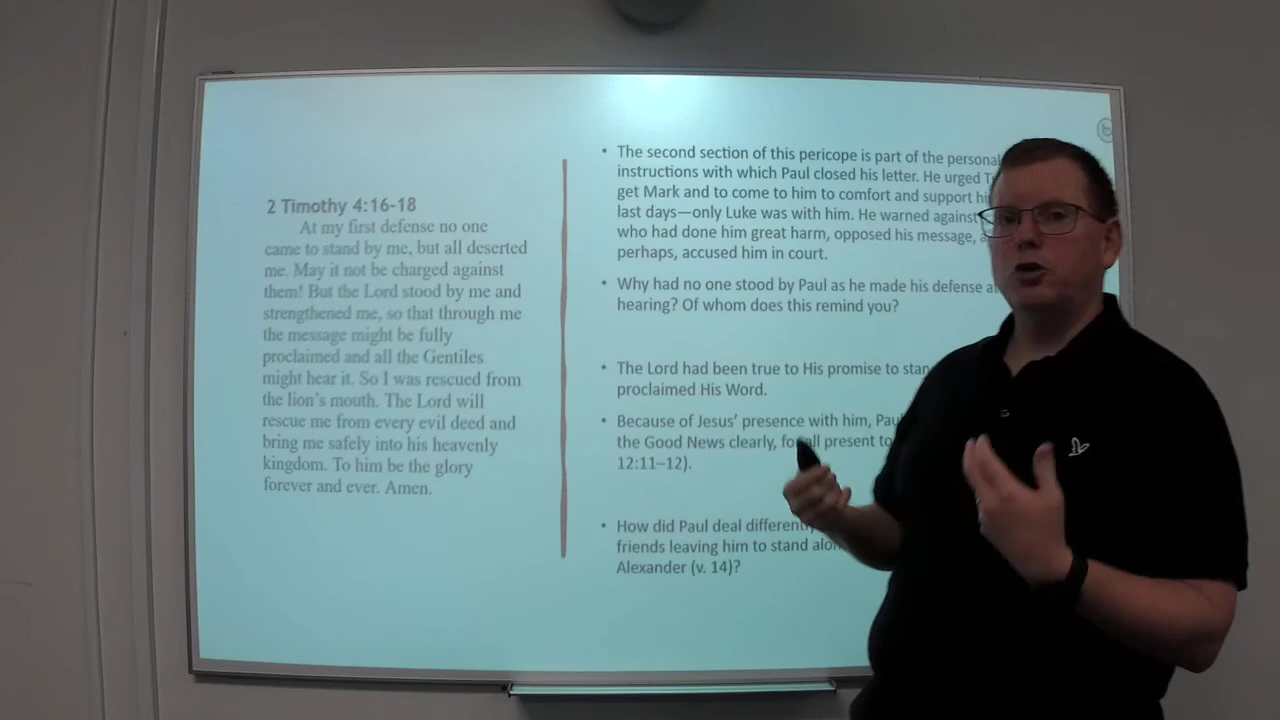 2 Timothy 4:16-18
At my first defense no one
came to stand by me, but all deserted
me. May it not be charged against
them! But the Lord stood by me and
strengthened me, so that through me
the message might be fully
proclaimed and all the Gentiles
might hear it. So I was rescued from
the lion's mouth. The Lord will
rescue me from every evil deed and
bring me safely into his heavenly
kingdom. To him be the glory
forever and ever. Amen.
• The second section of this pericope is part of the personal
instructions with which Paul closed his letter. He urged
get Mark and to come to him to comfort and support
last days—only Luke was with him. He warned against
who had done him great harm, opposed his message,
perhaps, accused him in court.
• Why had no one stood by Paul as he made his defense
hearing? Of whom does this remind you?
• The Lord had been true to His promise to
proclaimed His Word.
• Because of Jesus' presence with him,
the Good News clearly, for all present to
12:11–12).
• How did Paul deal
friends leaving him to stand
Alexander (v. 14)?